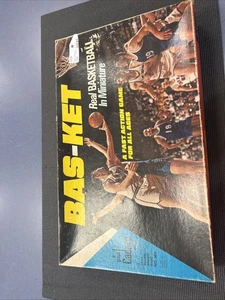 BAS-KET
Real BASKETBALL
In Miniature
A FAST ACTION GAME
FOR ALL AGES